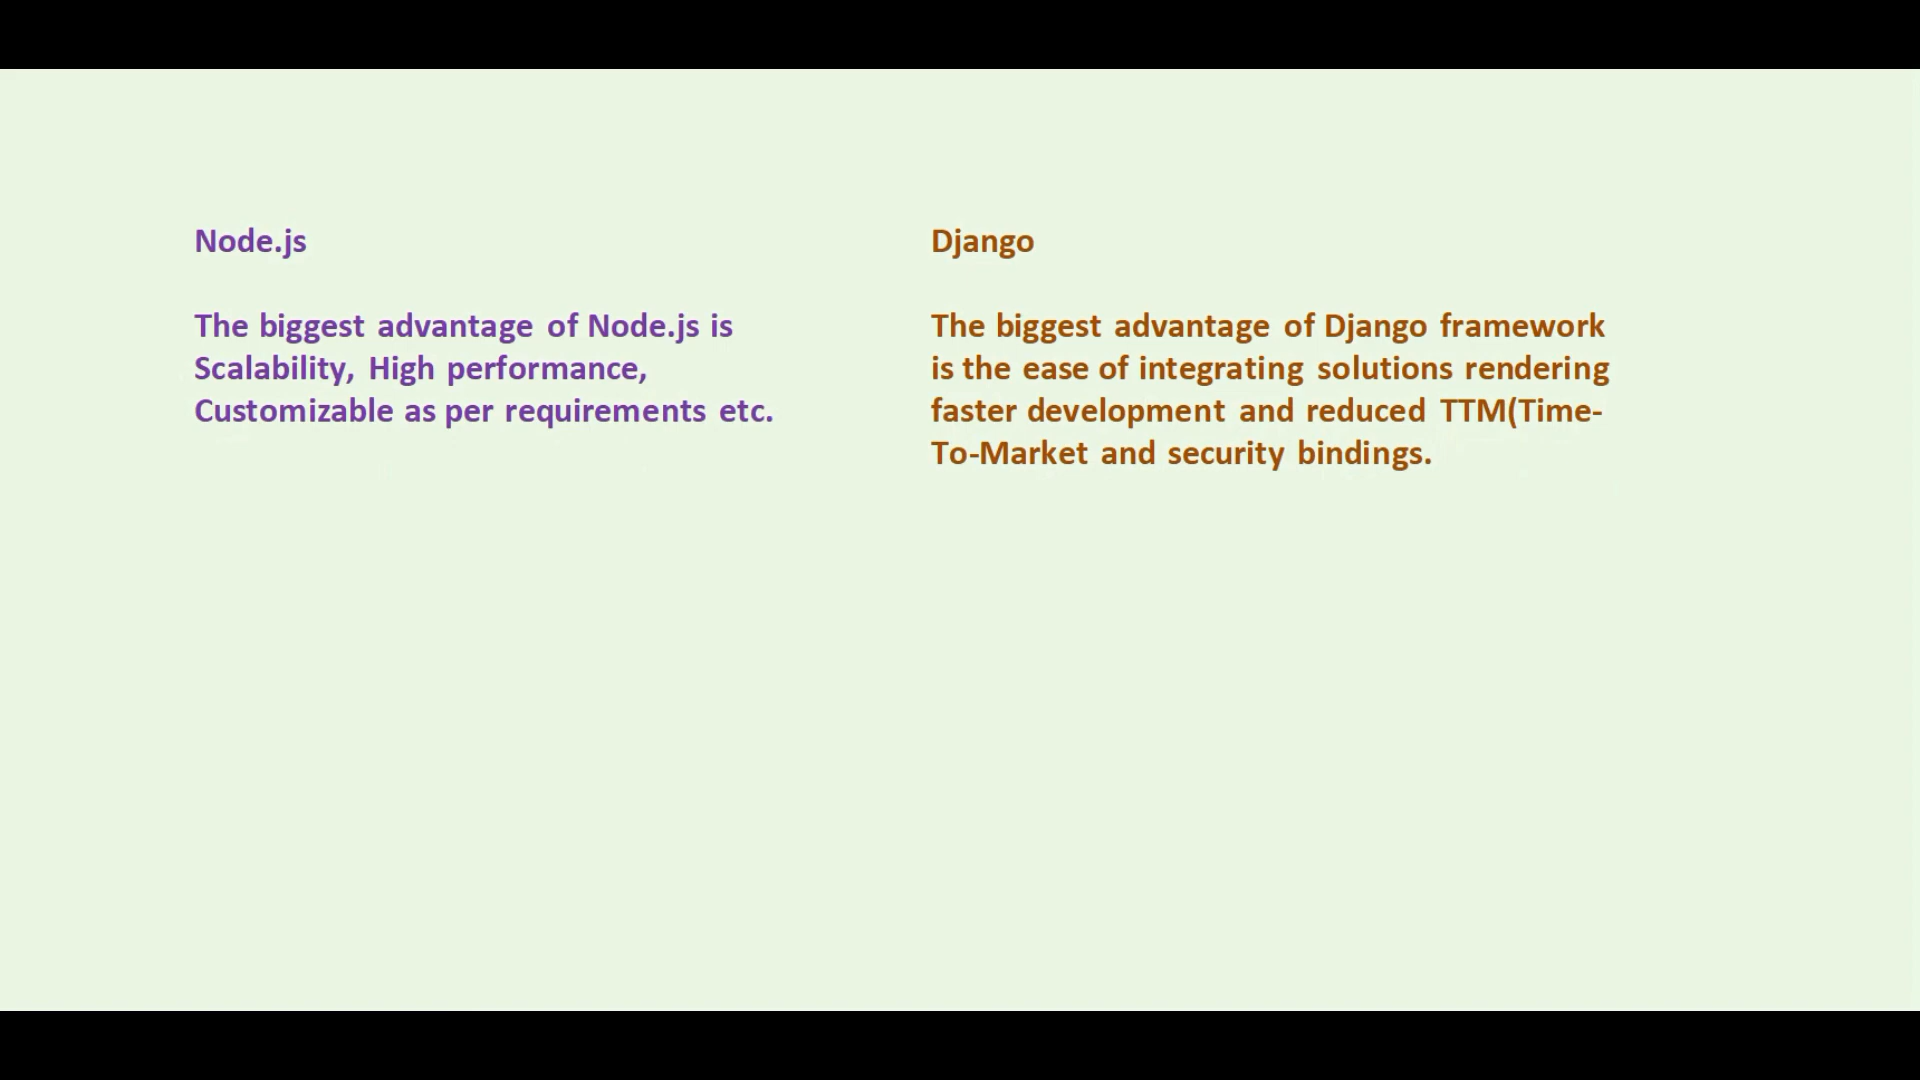 Node.js
The biggest advantage of Node.js is
Scalability, High performance,
Customizable as per requirements etc.
Django
The biggest advantage of Django framework
is the ease of integrating solutions rendering
faster development and reduced TTM(Time-
To-Market and security bindings.